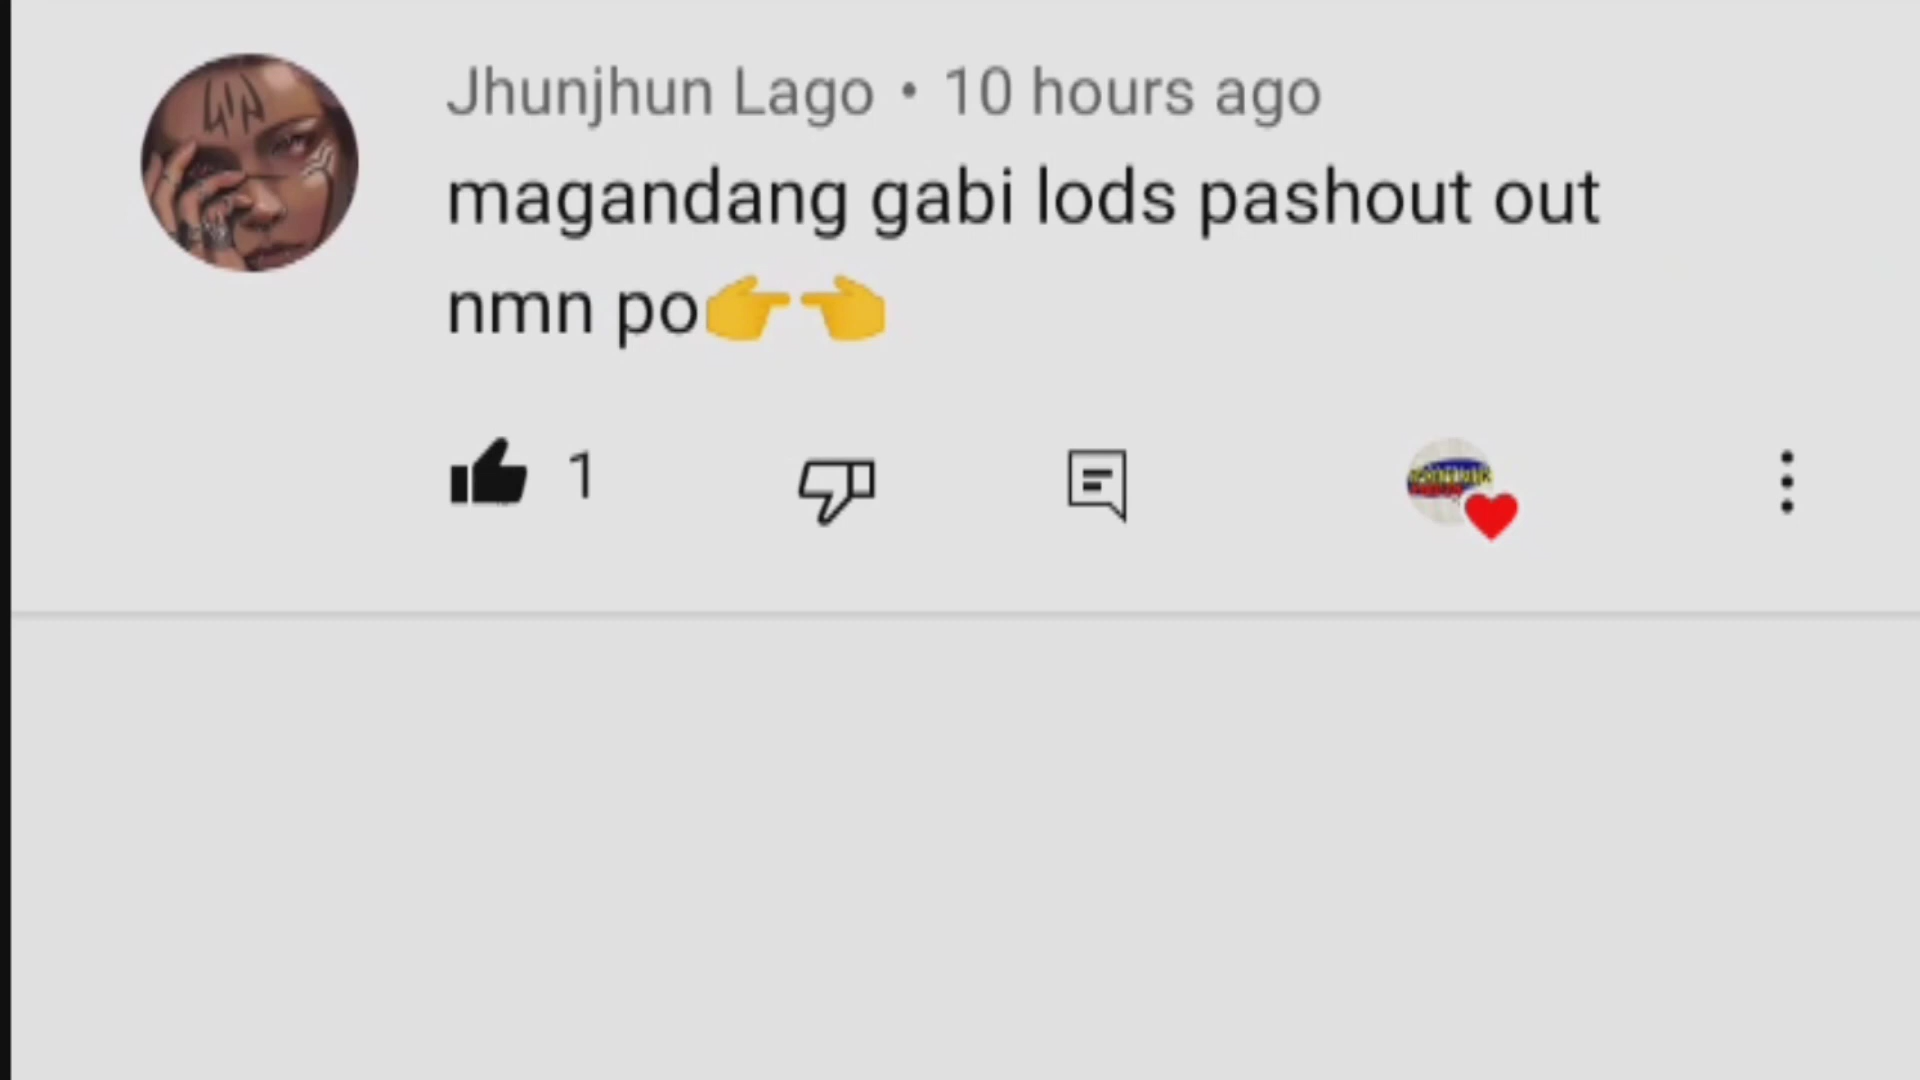 Jhunjhun Lago • 10 hours ago
magandang gabi lods pashout out
nmn po👉👈
1